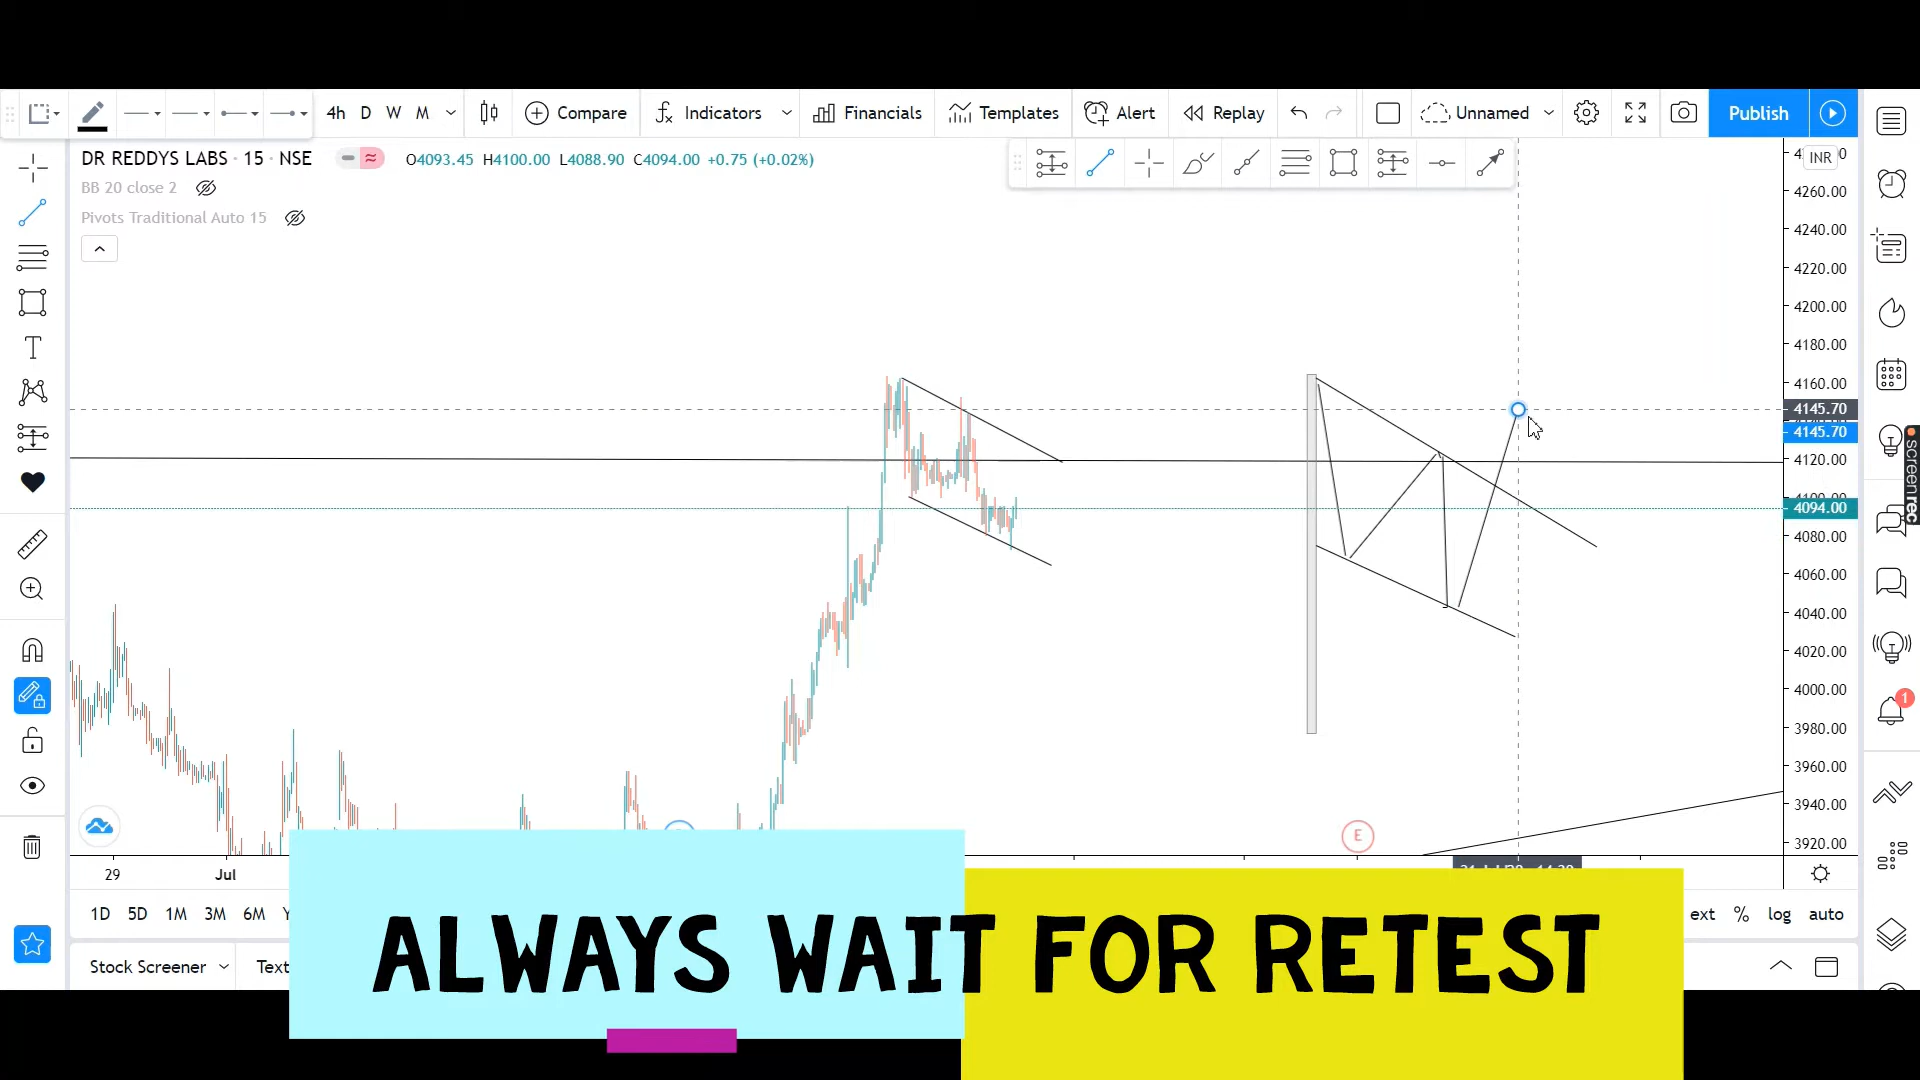 4h D W M Compare Indicators Financials Templates Alert Replay Unnamed Publish
DR REDDYS LABS · 15 · NSE O4093.45 H4100.00 L4088.90 C4094.00 +0.75 (+0.02%)
INR
BB 20 close 2
Pivots Traditional Auto 15
4260.00
4240.00
4220.00
4200.00
4180.00
4160.00
4145.70
4145.70
4120.00
4094.00
4080.00
4060.00
4040.00
4020.00
4000.00
3980.00
3960.00
3940.00
3920.00
screenrec
1
E
29 Jul
1D 5D 1M 3M 6M ext % log auto
Stock Screener Text
ALWAYS WAIT FOR RETEST